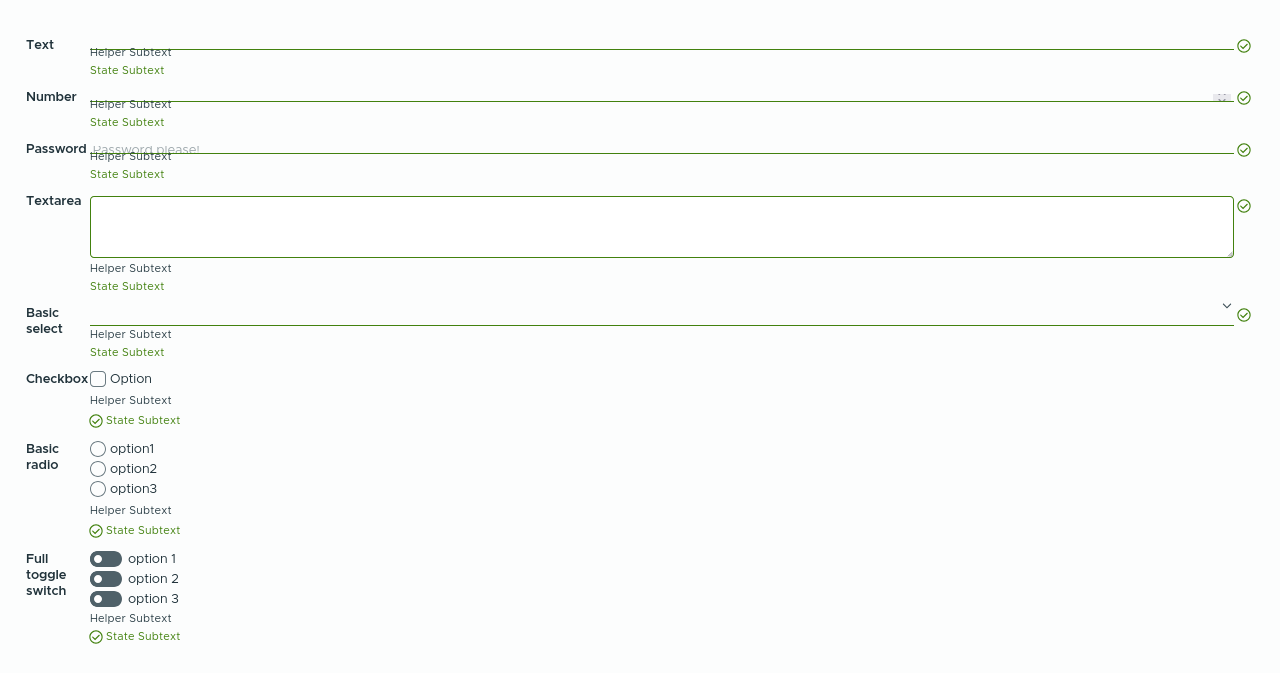 Text
Helper Subtext
State Subtext
Number
Helper Subtext
State Subtext
Password
Password please!
Helper Subtext
State Subtext
Textarea
Helper Subtext
State Subtext
Basic
select
Helper Subtext
State Subtext
Checkbox Option
Helper Subtext
State Subtext
Basic
radio
option1
option2
option3
Helper Subtext
State Subtext
Full
toggle
switch
option 1
option 2
option 3
Helper Subtext
State Subtext